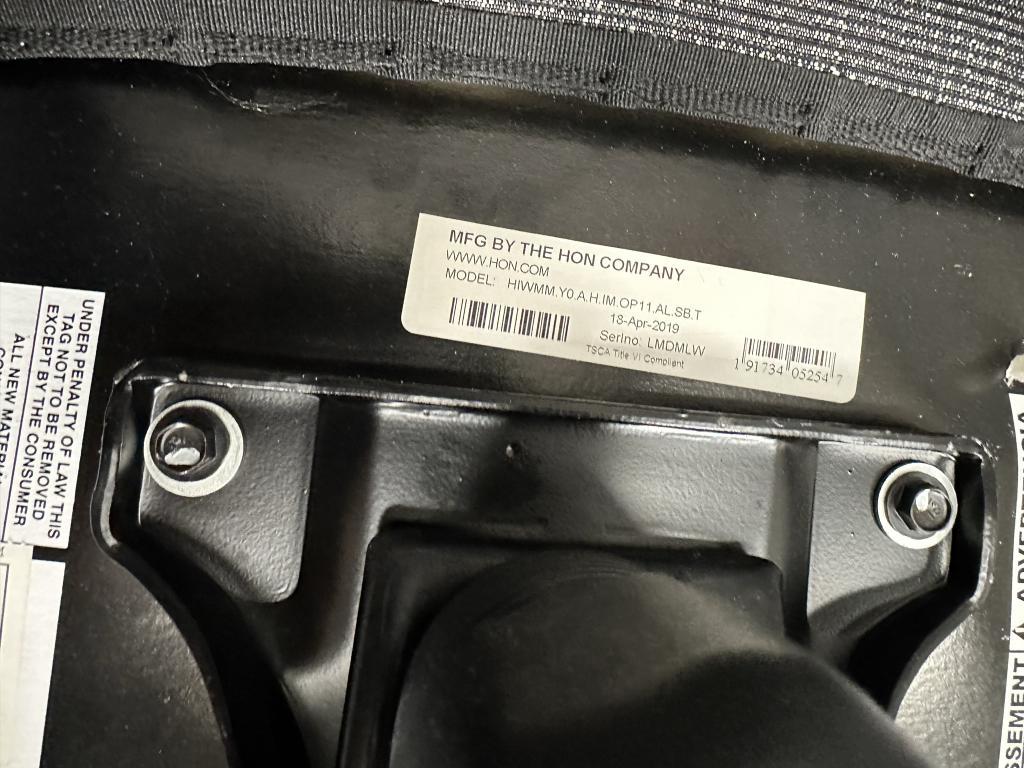 MFG BY THE HON COMPANY
WWW.HON.COM
MODEL: HIWMM.Y0.A.H.IM.OP11.AL.SB.T
18-Apr-2019
Serlno: LMDMLW
TSCA Title VI Compliant
1 91734 05254 7
UNDER PENALTY OF LAW THIS
TAG NOT TO BE REMOVED
EXCEPT BY THE CONSUMER
ALL NEW MATERIAL